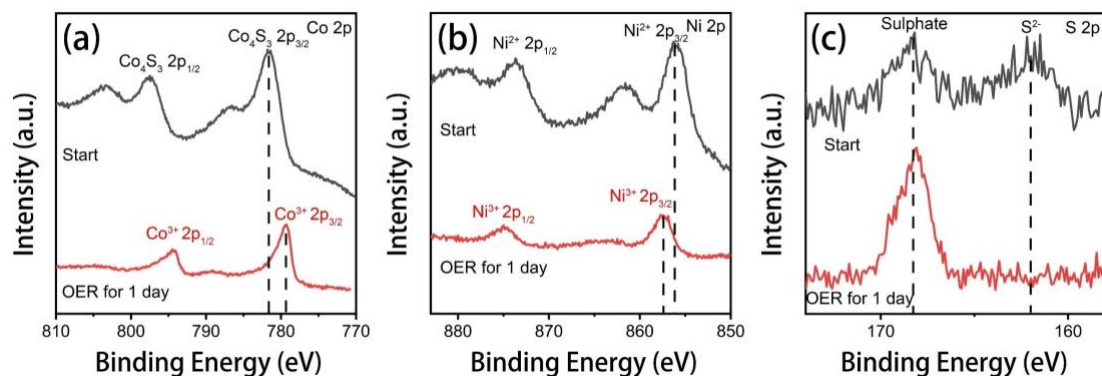 (a)
Co₄S₃ 2p₃/₂ Co 2p
Co₄S₃ 2p₁/₂
Start
Co³⁺ 2p₃/₂
Co³⁺ 2p₁/₂
OER for 1 day
810 800 790 780 770
Binding Energy (eV)
Intensity (a.u.)
(b)
Ni²⁺ 2p₃/₂ Ni 2p
Ni²⁺ 2p₁/₂
Start
Ni³⁺ 2p₃/₂
Ni³⁺ 2p₁/₂
OER for 1 day
880 870 860 850
Binding Energy (eV)
Intensity (a.u.)
(c)
Sulphate S²⁻ S 2p
Start
OER for 1 day
170 160
Binding Energy (eV)
Intensity (a.u.)